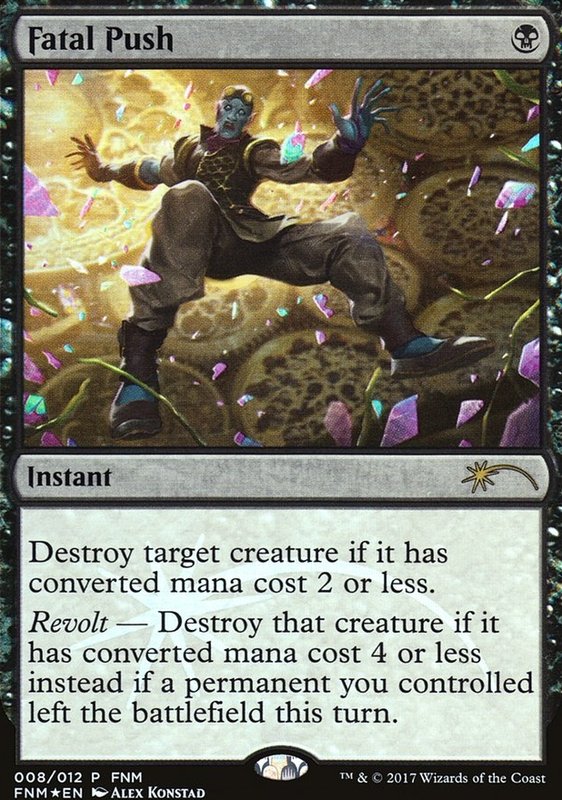 Fatal Push
Instant
Destroy target creature if it has
converted mana cost 2 or less.
Revolt — Destroy that creature if it
has converted mana cost 4 or less
instead if a permanent you controlled
left the battlefield this turn.
008/012 P FNM
FNM★EN Alex Konstad
™ & © 2017 Wizards of the Coast